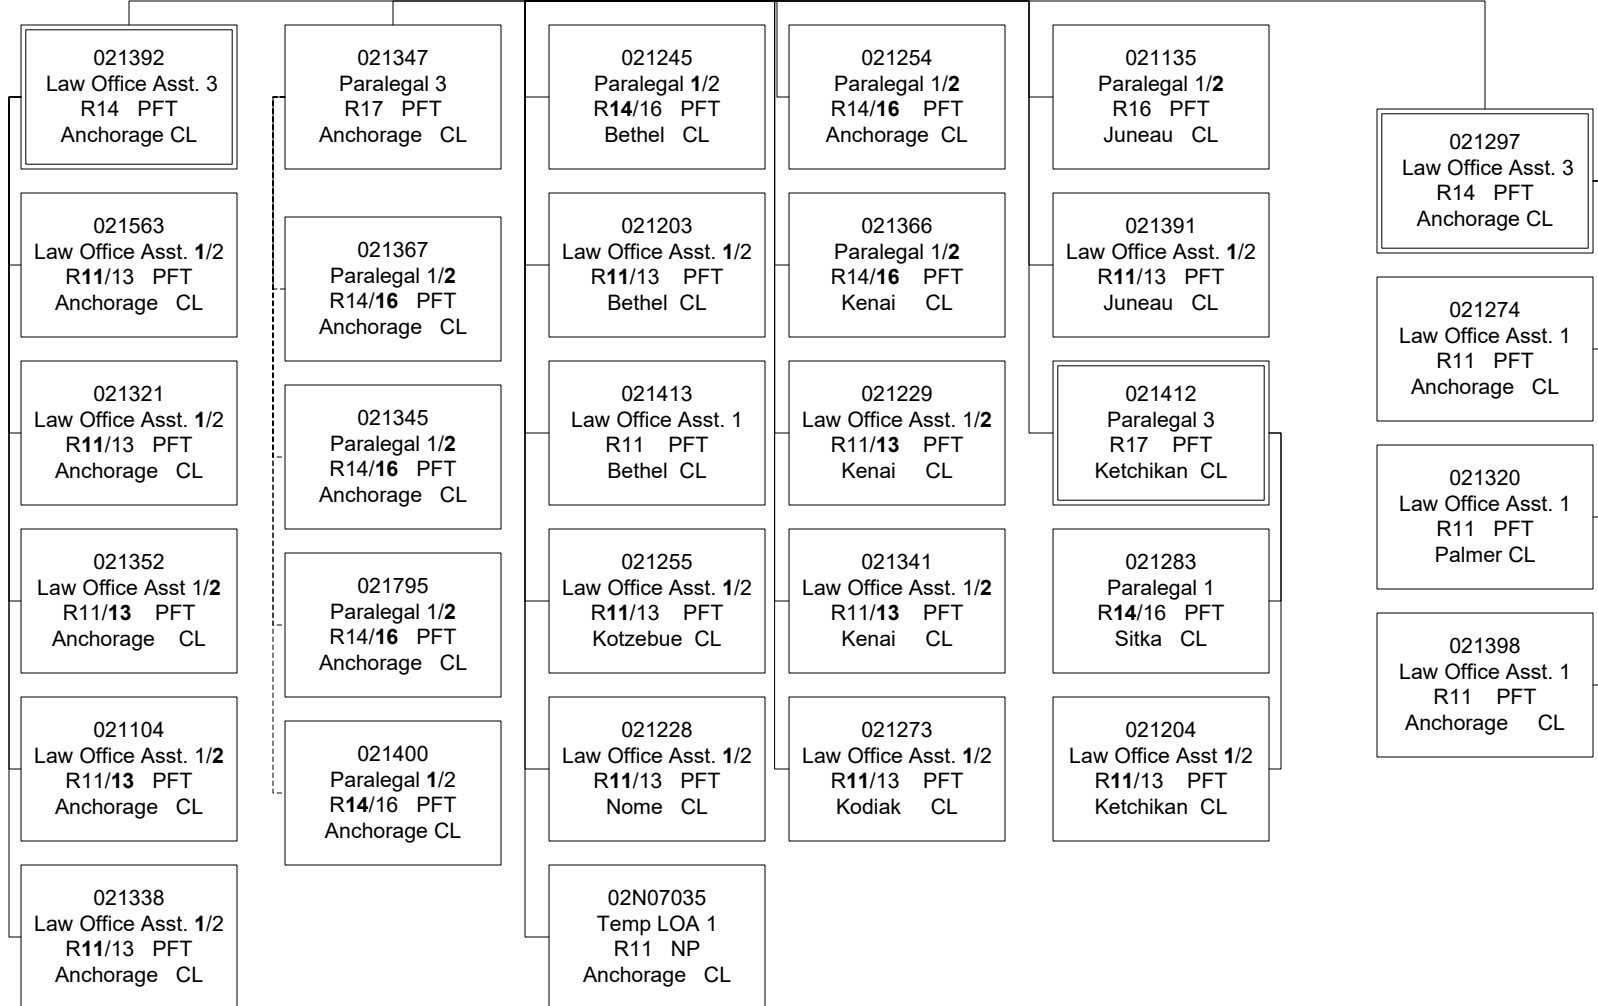 021392
Law Office Asst. 3
R14 PFT
Anchorage CL
021563
Law Office Asst. 1/2
R11/13 PFT
Anchorage CL
021321
Law Office Asst. 1/2
R11/13 PFT
Anchorage CL
021352
Law Office Asst 1/2
R11/13 PFT
Anchorage CL
021104
Law Office Asst. 1/2
R11/13 PFT
Anchorage CL
021338
Law Office Asst. 1/2
R11/13 PFT
Anchorage CL
021347
Paralegal 3
R17 PFT
Anchorage CL
021367
Paralegal 1/2
R14/16 PFT
Anchorage CL
021345
Paralegal 1/2
R14/16 PFT
Anchorage CL
021795
Paralegal 1/2
R14/16 PFT
Anchorage CL
021400
Paralegal 1/2
R14/16 PFT
Anchorage CL
021245
Paralegal 1/2
R14/16 PFT
Bethel CL
021203
Law Office Asst. 1/2
R11/13 PFT
Bethel CL
021413
Law Office Asst. 1
R11 PFT
Bethel CL
021255
Law Office Asst. 1/2
R11/13 PFT
Kotzebue CL
021228
Law Office Asst. 1/2
R11/13 PFT
Nome CL
02N07035
Temp LOA 1
R11 NP
Anchorage CL
021254
Paralegal 1/2
R14/16 PFT
Anchorage CL
021366
Paralegal 1/2
R14/16 PFT
Kenai CL
021229
Law Office Asst. 1/2
R11/13 PFT
Kenai CL
021341
Law Office Asst. 1/2
R11/13 PFT
Kenai CL
021273
Law Office Asst. 1/2
R11/13 PFT
Kodiak CL
021135
Paralegal 1/2
R16 PFT
Juneau CL
021391
Law Office Asst. 1/2
R11/13 PFT
Juneau CL
021412
Paralegal 3
R17 PFT
Ketchikan CL
021283
Paralegal 1
R14/16 PFT
Sitka CL
021204
Law Office Asst 1/2
R11/13 PFT
Ketchikan CL
021297
Law Office Asst. 3
R14 PFT
Anchorage CL
021274
Law Office Asst. 1
R11 PFT
Anchorage CL
021320
Law Office Asst. 1
R11 PFT
Palmer CL
021398
Law Office Asst. 1
R11 PFT
Anchorage CL